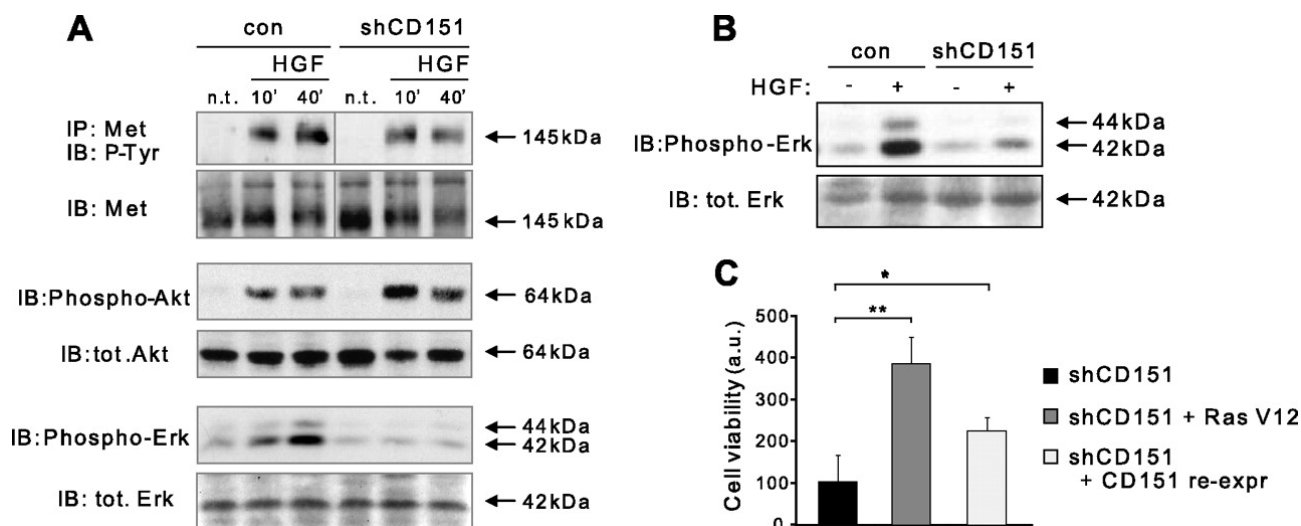 A
con shCD151
HGF HGF
n.t. 10' 40' n.t. 10' 40'
IP: Met
IB: P-Tyr
145kDa
IB: Met
145kDa
IB:Phospho-Akt
64kDa
IB:tot.Akt
64kDa
IB:Phospho-Erk
44kDa
42kDa
IB: tot. Erk
42kDa
B
con shCD151
HGF: - + - +
IB:Phospho-Erk
44kDa
42kDa
IB: tot. Erk
42kDa
C
*
**
Cell viability (a.u.)
500
400
300
200
100
0
shCD151
shCD151 + Ras V12
shCD151
+ CD151 re-expr